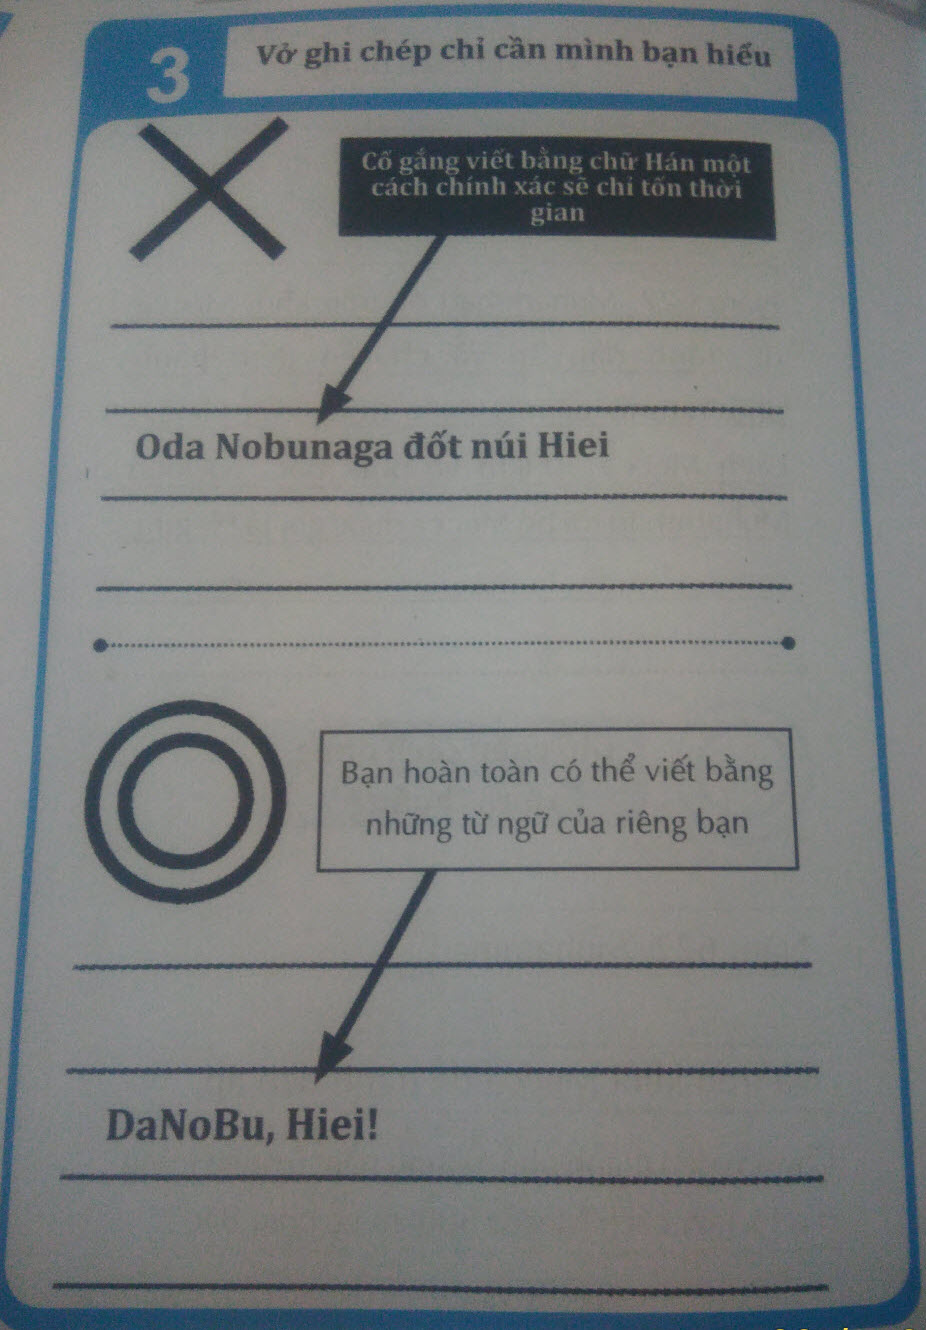 3
Vở ghi chép chỉ cần mình bạn hiểu
Cố gắng viết bằng chữ Hán một
cách chính xác sẽ chỉ tốn thời
gian
Oda Nobunaga đốt núi Hiei
Bạn hoàn toàn có thể viết bằng
những từ ngữ của riêng bạn
DaNoBu, Hiei!